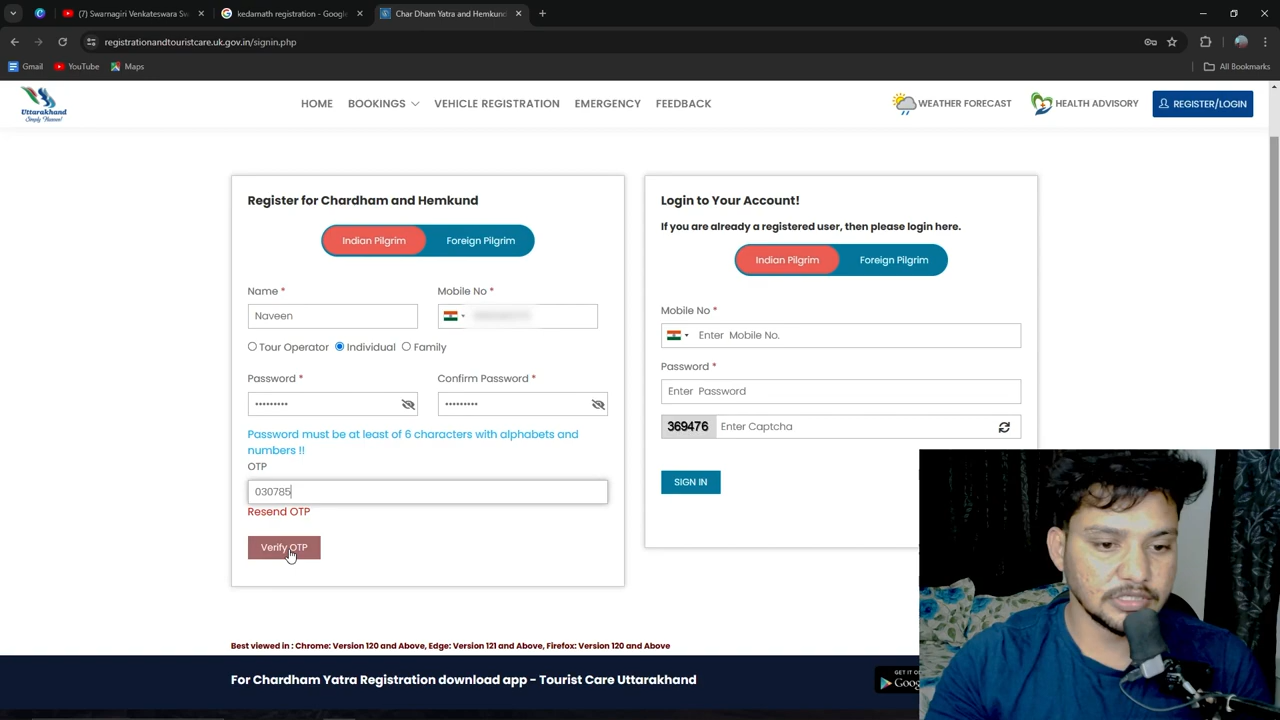 (7) Swarnagiri Venkateswara Sw
kedarnath registration - Google
Char Dham Yatra and Hemkund
registrationandtouristcare.uk.gov.in/signin.php
Gmail YouTube Maps All Bookmarks
Uttarakhand
Simply Heaven!
HOME BOOKINGS VEHICLE REGISTRATION EMERGENCY FEEDBACK WEATHER FORECAST HEALTH ADVISORY REGISTER/LOGIN
Register for Chardham and Hemkund
Indian Pilgrim Foreign Pilgrim
Name * Mobile No *
Naveen
Tour Operator Individual Family
Password * Confirm Password *
Password must be at least of 6 characters with alphabets and
numbers !!
OTP
030785
Resend OTP
Verify OTP
Login to Your Account!
If you are already a registered user, then please login here.
Indian Pilgrim Foreign Pilgrim
Mobile No *
Enter Mobile No.
Password *
Enter Password
369476 Enter Captcha
SIGN IN
Best viewed in : Chrome: Version 120 and Above, Edge: Version 121 and Above, Firefox: Version 120 and Above
For Chardham Yatra Registration download app - Tourist Care Uttarakhand
GET IT O
Goo